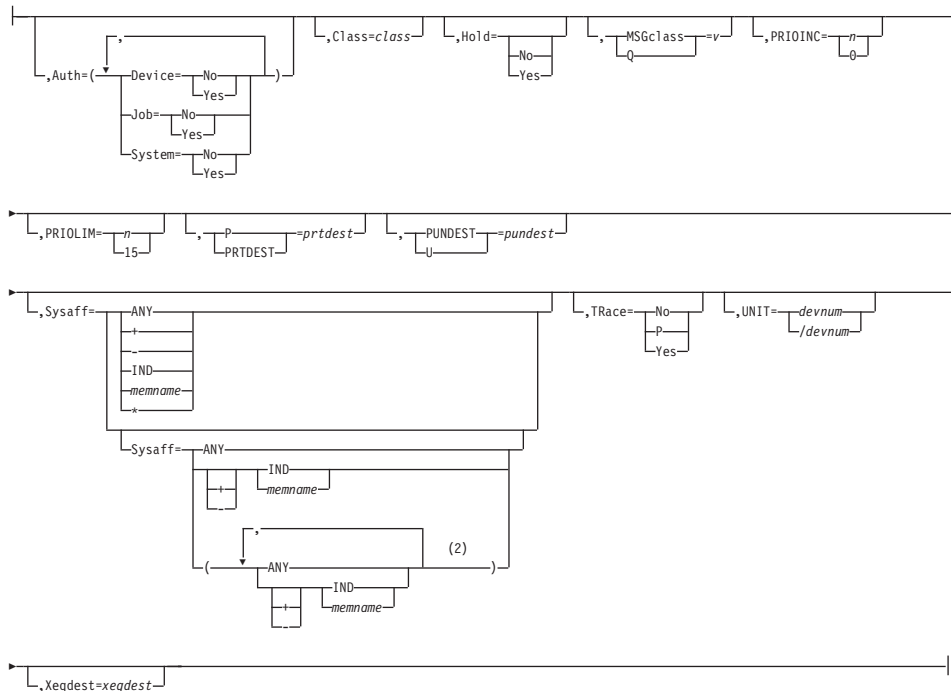 ,
,Auth=( Device= No )
Yes
Job= No
Yes
System= No
Yes
,Class=class
,Hold=
No
Yes
, MSGclass =v
Q
,PRIOINC= n
0
,PRIOLIM= n
15
, P =prtdest
PRTDEST
, PUNDEST =pundest
U
,Sysaff= ANY
+
-
IND
memname
*
Sysaff= ANY
+
-
IND
memname
,
( ANY (2) )
+
-
IND
memname
,TRace= No
P
Yes
,UNIT= devnum
/devnum
,Xeqdest=xeqdest